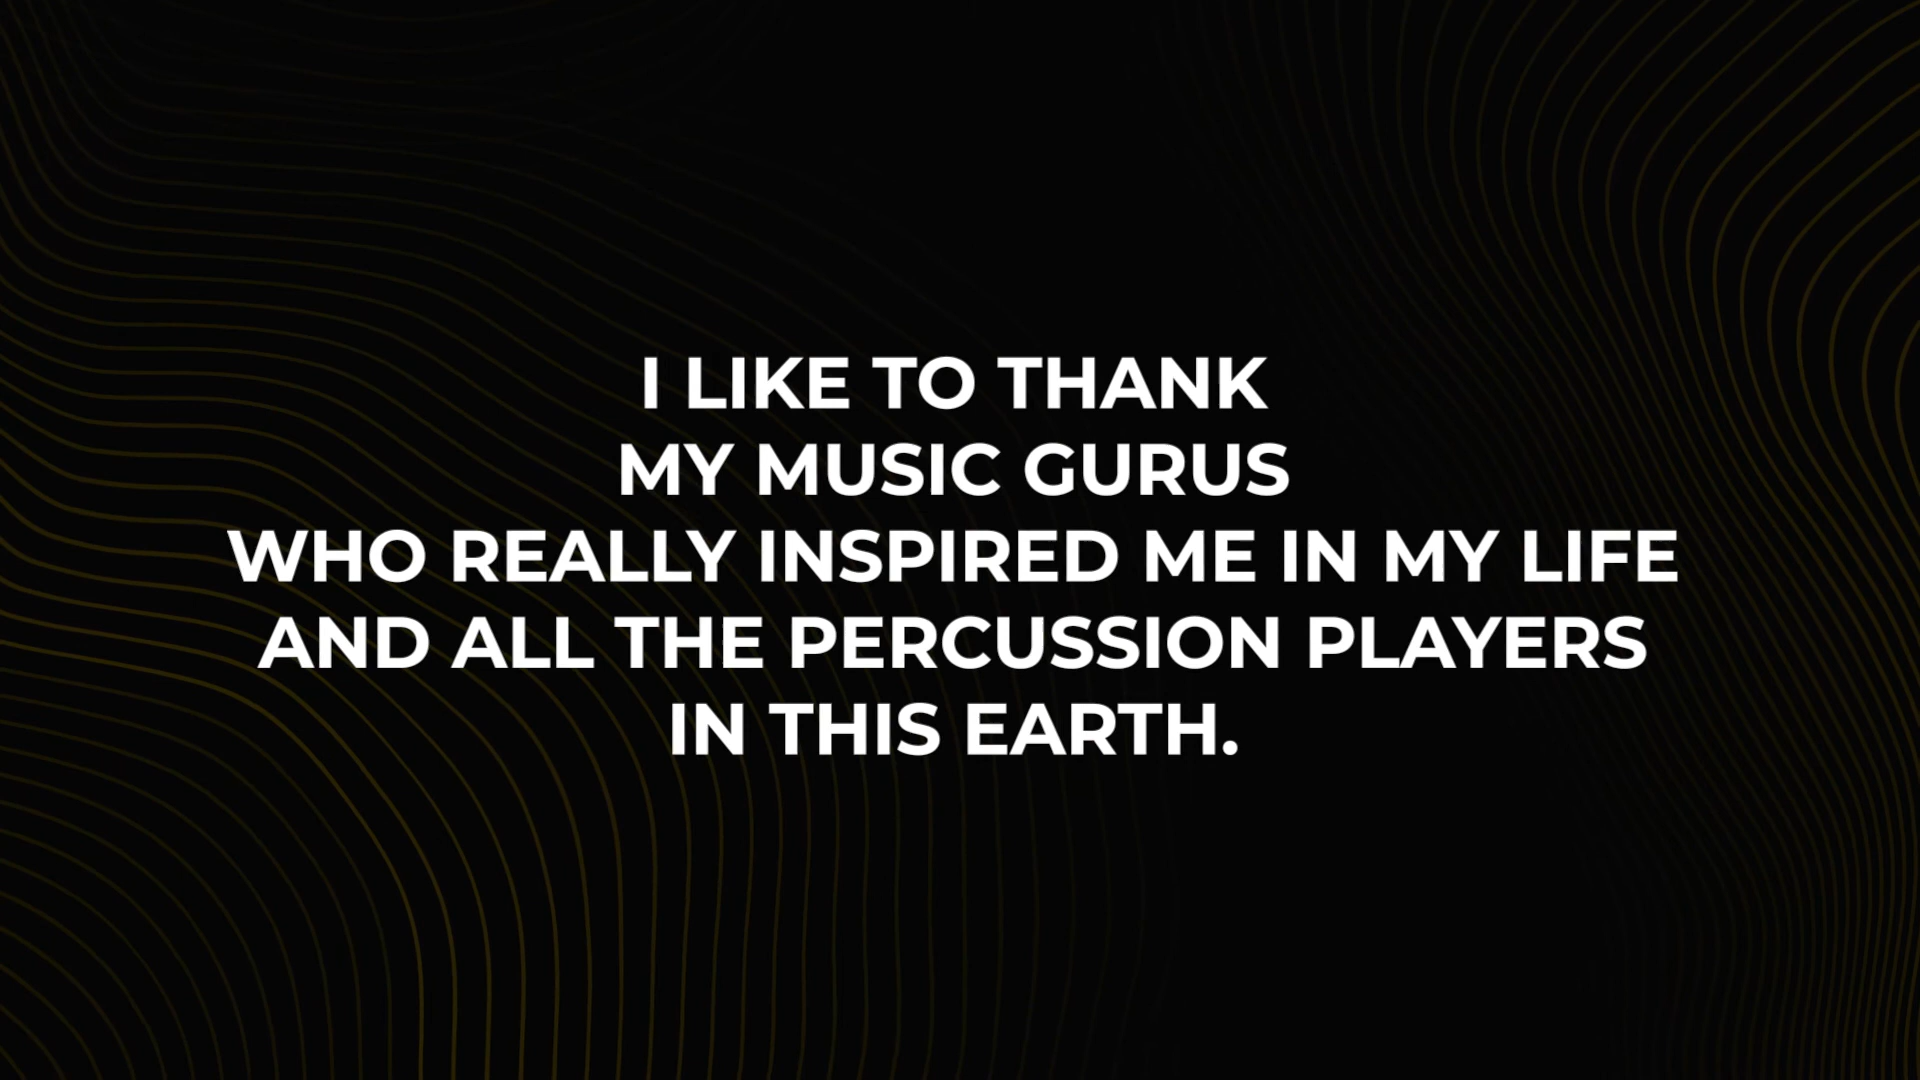 I LIKE TO THANK
MY MUSIC GURUS
WHO REALLY INSPIRED ME IN MY LIFE
AND ALL THE PERCUSSION PLAYERS
IN THIS EARTH.